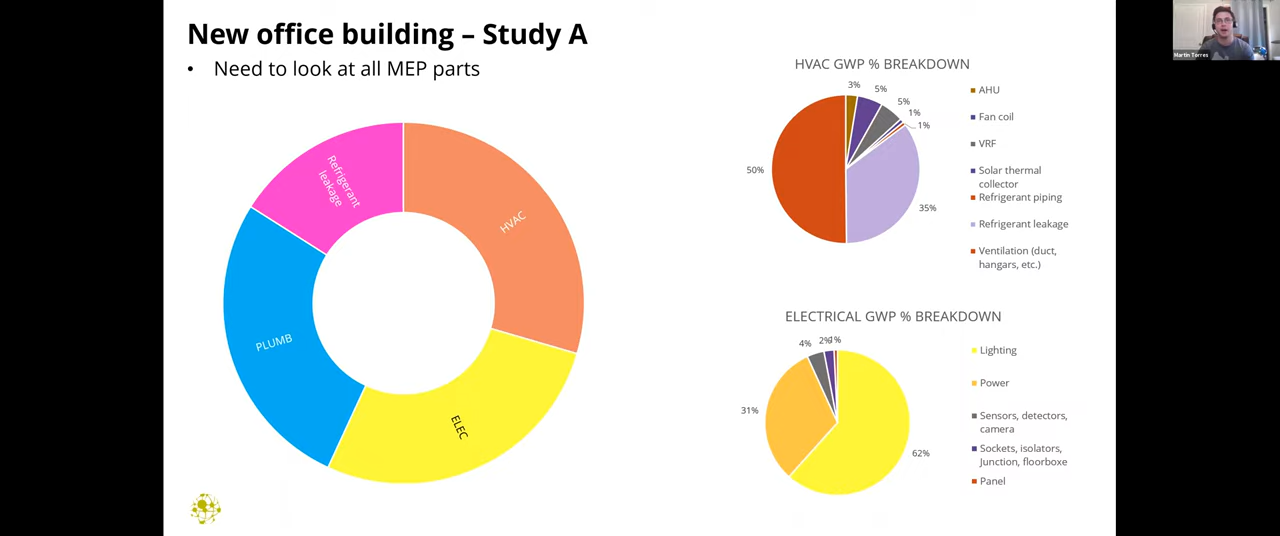 New office building – Study A
• Need to look at all MEP parts
Refrigerant
leakage
HVAC
PLUMB
ELEC
HVAC GWP % BREAKDOWN
3%
5%
5%
1%
1%
50%
35%
AHU
Fan coil
VRF
Solar thermal
collector
Refrigerant piping
Refrigerant leakage
Ventilation (duct,
hangars, etc.)
ELECTRICAL GWP % BREAKDOWN
4%
2%
1%
31%
62%
Lighting
Power
Sensors, detectors,
camera
Sockets, isolators,
Junction, floorboxe
Panel
Martin Torres